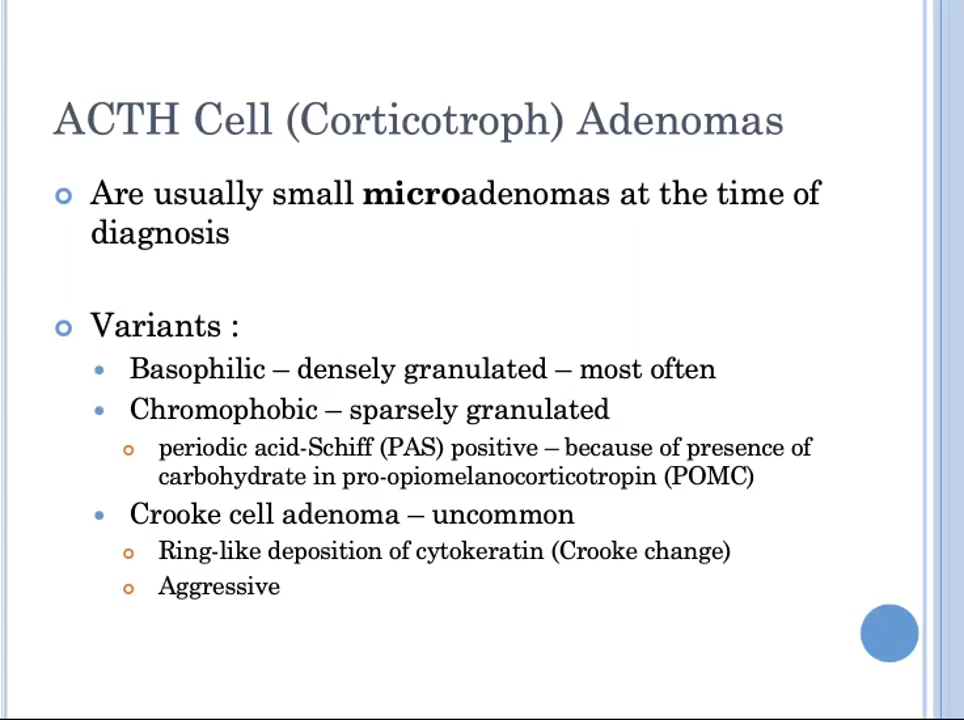 ACTH Cell (Corticotroph) Adenomas
Are usually small microadenomas at the time of
diagnosis
Variants :
Basophilic – densely granulated – most often
Chromophobic – sparsely granulated
periodic acid-Schiff (PAS) positive – because of presence of
carbohydrate in pro-opiomelanocorticotropin (POMC)
Crooke cell adenoma – uncommon
Ring-like deposition of cytokeratin (Crooke change)
Aggressive